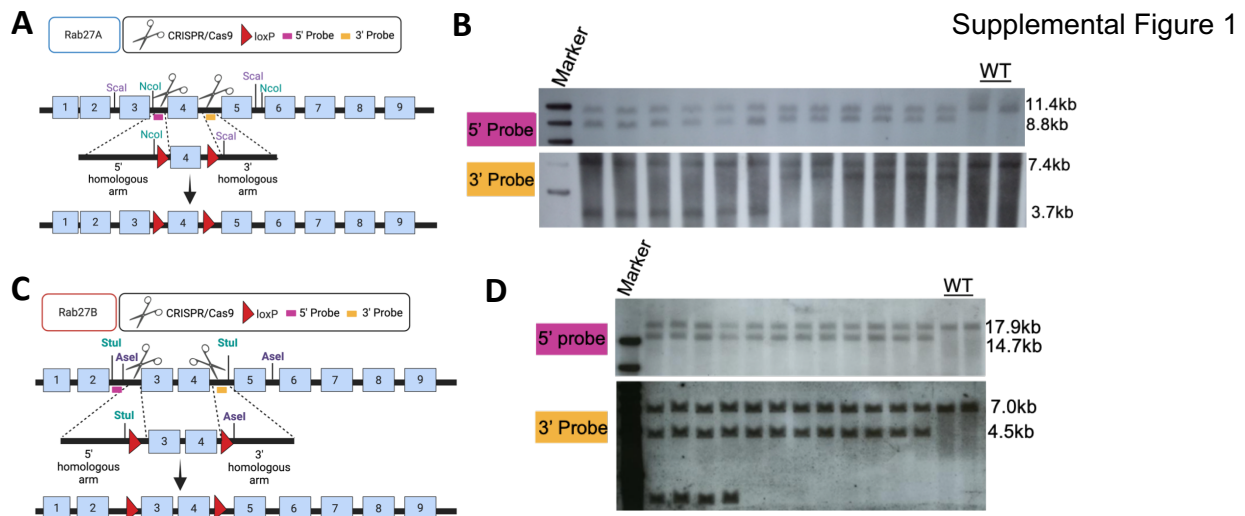 Supplemental Figure 1
A
Rab27A
CRISPR/Cas9 loxP 5' Probe 3' Probe
ScaI NcoI ScaI NcoI
1 2 3 4 5 6 7 8 9
NcoI ScaI
4
5' homologous arm
3' homologous arm
1 2 3 4 5 6 7 8 9
B
Marker
WT
5' Probe
11.4kb
8.8kb
3' Probe
7.4kb
3.7kb
C
Rab27B
CRISPR/Cas9 loxP 5' Probe 3' Probe
StuI AseI StuI AseI
1 2 3 4 5 6 7 8 9
StuI AseI
3 4
5' homologous arm
3' homologous arm
1 2 3 4 5 6 7 8 9
D
Marker
WT
5' probe
17.9kb
14.7kb
3' Probe
7.0kb
4.5kb